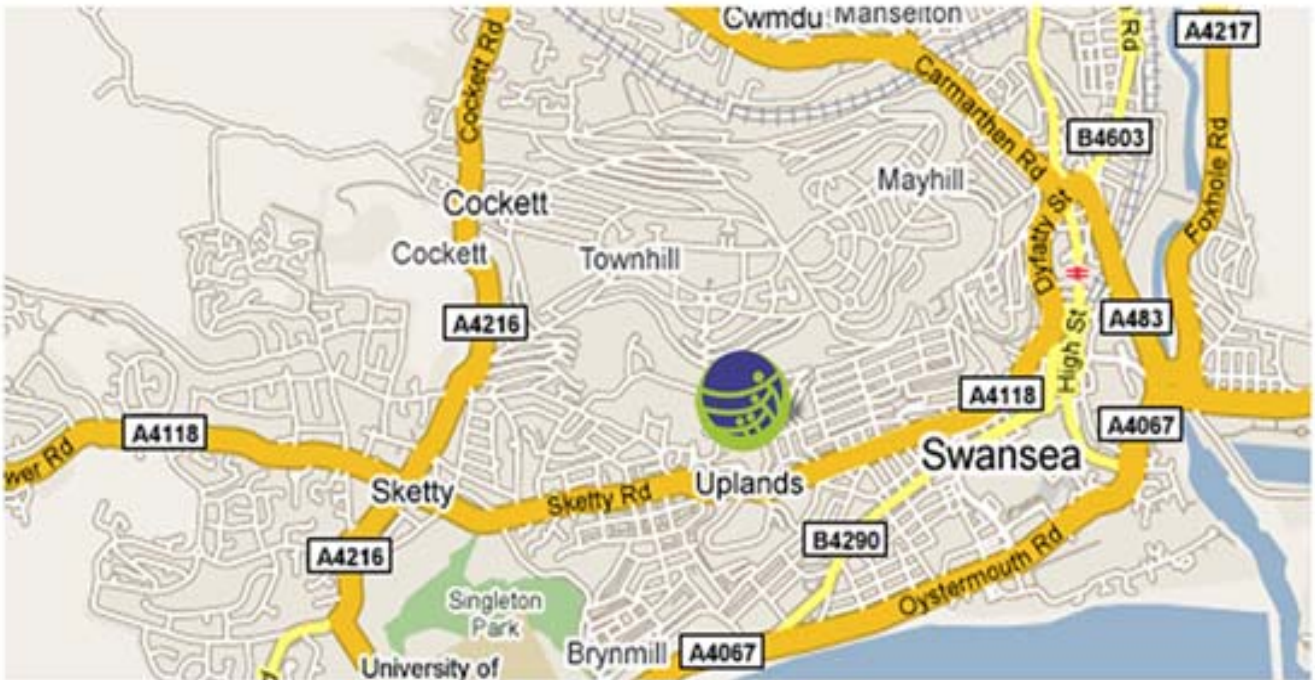 Cwmdu
Manselton
A4217
Rd
Cockett Rd
Carmarthen Rd
B4603
Foxhole Rd
Mayhill
Cockett
Dyfatty St
Cockett
Townhill
A4216
A483
High St
A4118
A4118
A4067
wer Rd
Swansea
Sketty
Uplands
Sketty Rd
A4216
B4290
Oystermouth Rd
Singleton
Park
Brynmill
A4067
University of